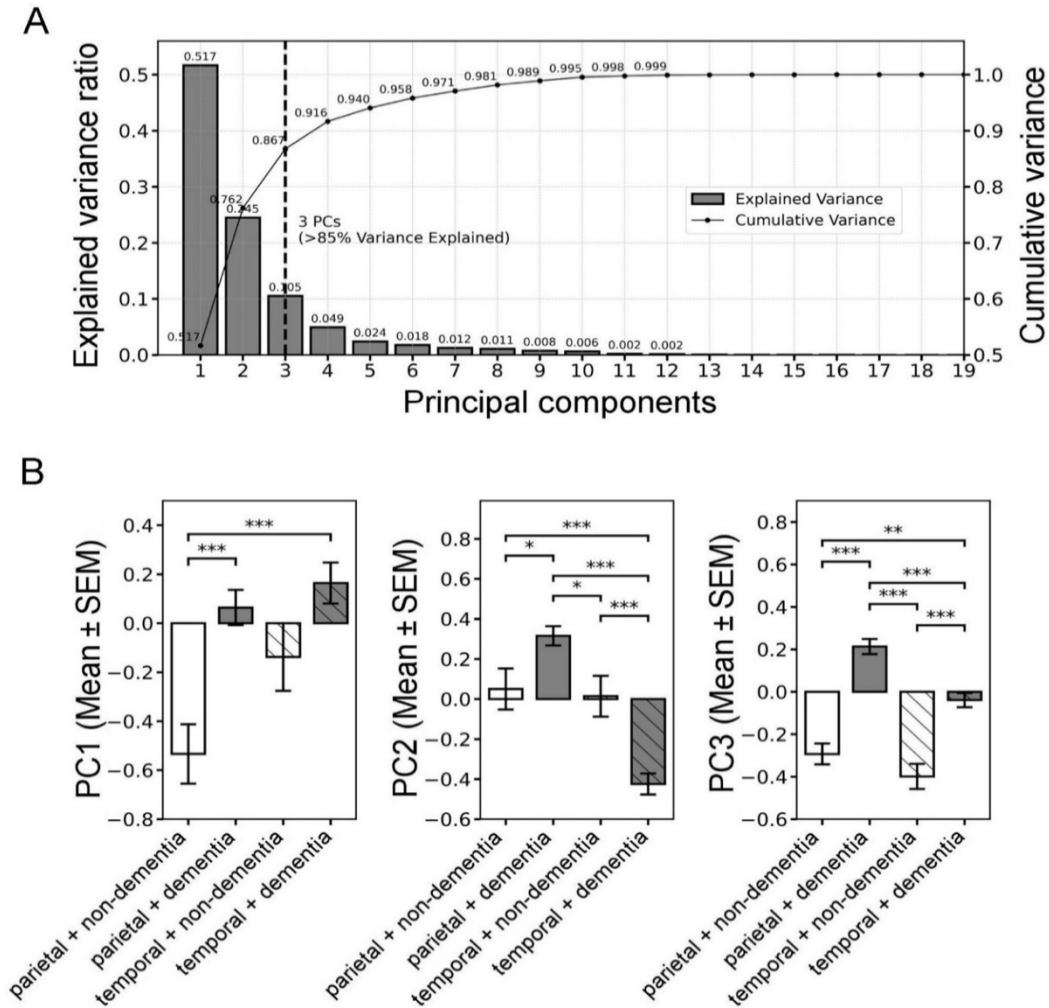 A
Explained variance ratio
0.5
0.4
0.3
0.2
0.1
0.0
0.517
0.245
0.105
0.049
0.024
0.018
0.012
0.011
0.008
0.006
0.002
0.002
0.517
0.762
0.867
0.916
0.940
0.958
0.971
0.981
0.989
0.995
0.998
0.999
3 PCs
(>85% Variance Explained)
Explained Variance
Cumulative Variance
1.0
0.9
0.8
0.7
0.6
0.5
Cumulative variance
1 2 3 4 5 6 7 8 9 10 11 12 13 14 15 16 17 18 19
Principal components
B
PC1 (Mean ± SEM)
0.4
0.2
0.0
−0.2
−0.4
−0.6
−0.8
***
***
parietal + non-dementia
parietal + dementia
temporal + non-dementia
temporal + dementia
PC2 (Mean ± SEM)
0.8
0.6
0.4
0.2
0.0
−0.2
−0.4
−0.6
***
*
***
*
***
parietal + non-dementia
parietal + dementia
temporal + non-dementia
temporal + dementia
PC3 (Mean ± SEM)
0.8
0.6
0.4
0.2
0.0
−0.2
−0.4
−0.6
**
***
***
***
***
parietal + non-dementia
parietal + dementia
temporal + non-dementia
temporal + dementia